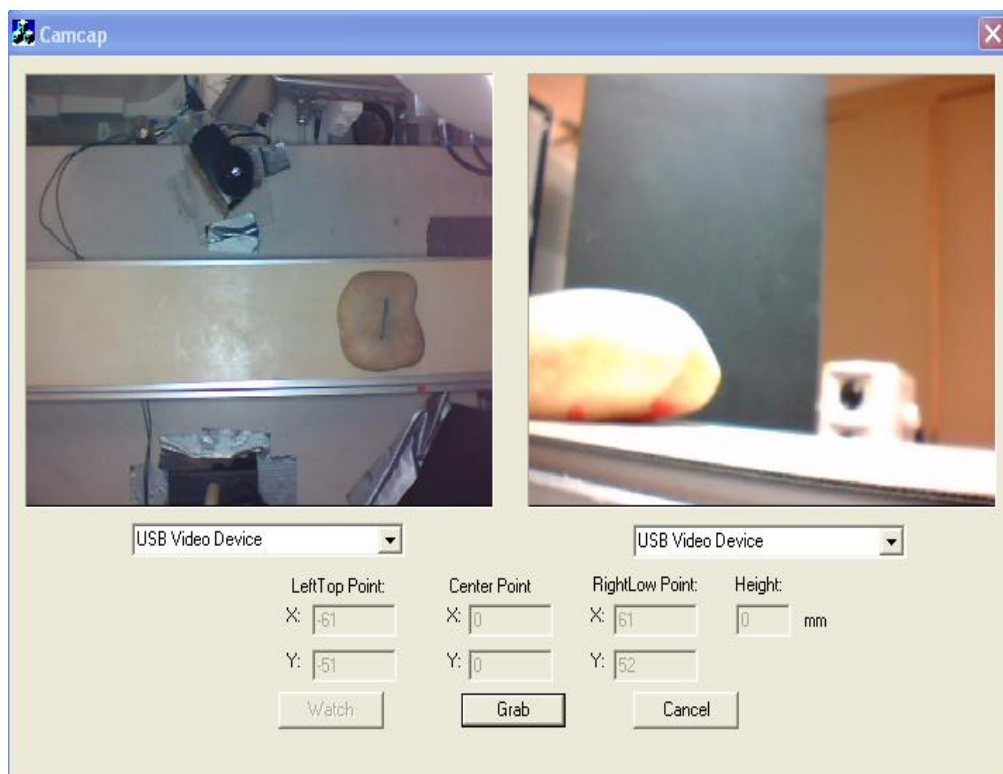 Camcap
USB Video Device USB Video Device
LeftTop Point: Center Point RightLow Point: Height:
X: -61 X: 0 X: 61 0 mm
Y: -51 Y: 0 Y: 52
Watch Grab Cancel